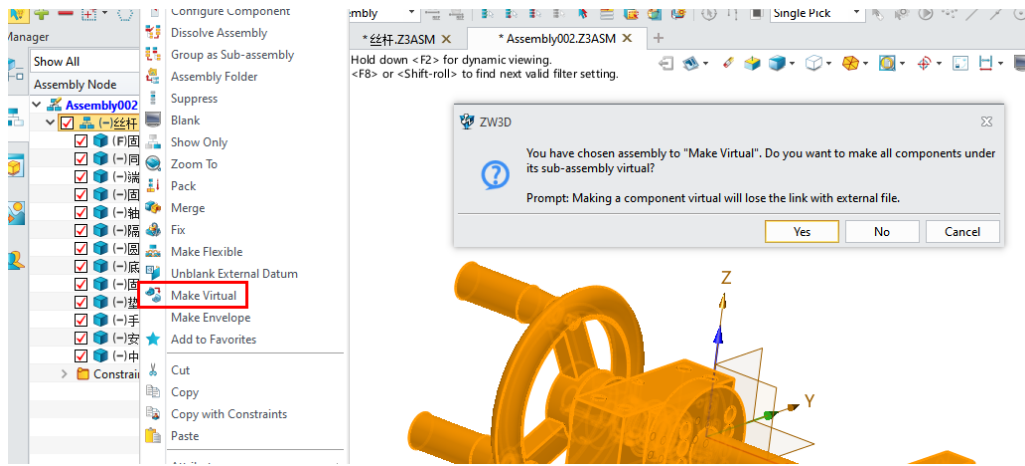 Configure Component
Dissolve Assembly
Group as Sub-assembly
Assembly Folder
Suppress
Blank
Show Only
Zoom To
Pack
Merge
Fix
Make Flexible
Unblank External Datum
Make Virtual
Make Envelope
Add to Favorites
Cut
Copy
Copy with Constraints
Paste
Show All
Assembly Node
Assembly002
(-)丝杆
(F)固
(-)同
(-)端
(-)固
(-)轴
(-)隔
(-)圆
(-)底
(-)固
(-)垫
(-)手
(-)安
(-)中
Constrai
Single Pick
*丝杆.Z3ASM
*Assembly002.Z3ASM
Hold down <F2> for dynamic viewing.
<F8> or <Shift-roll> to find next valid filter setting.
ZW3D
You have chosen assembly to "Make Virtual". Do you want to make all components under
its sub-assembly virtual?
Prompt: Making a component virtual will lose the link with external file.
Yes
No
Cancel
Z
Y